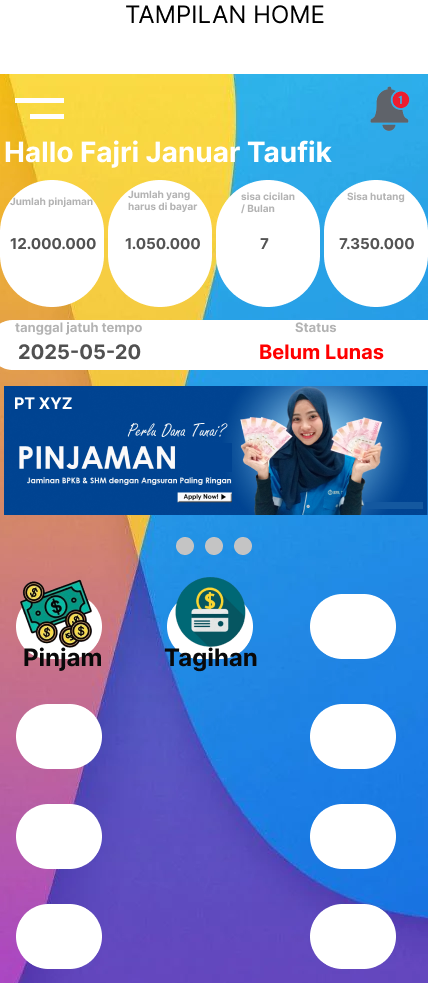 TAMPILAN HOME
1
Hallo Fajri Januar Taufik
Jumlah pinjaman
12.000.000
Jumlah yang
harus di bayar
1.050.000
sisa cicilan
/ Bulan
7
Sisa hutang
7.350.000
tanggal jatuh tempo
2025-05-20
Status
Belum Lunas
PT XYZ
Perlu Dana Tunai?
PINJAMAN
Jaminan BPKB & SHM dengan Angsuran Paling Ringan
Apply Now!
Pinjam
Tagihan